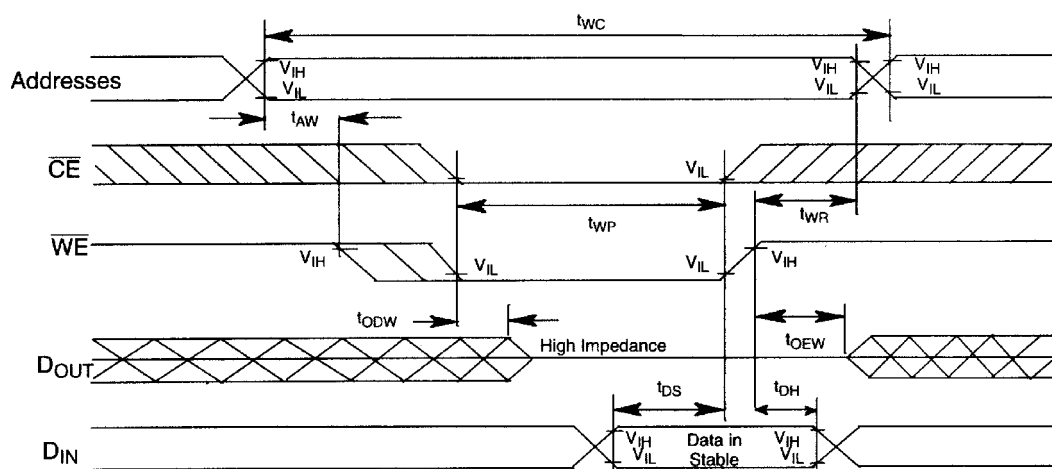 tWC
Addresses
VIH
VIL
VIH
VIL
VIH
VIL
tAW
CE
VIL
tWP
tWR
WE
VIH
VIL
VIL
VIH
tODW
tOEW
DOUT
High Impedance
tDS
tDH
DIN
VIH
VIL
Data in
Stable
VIH
VIL